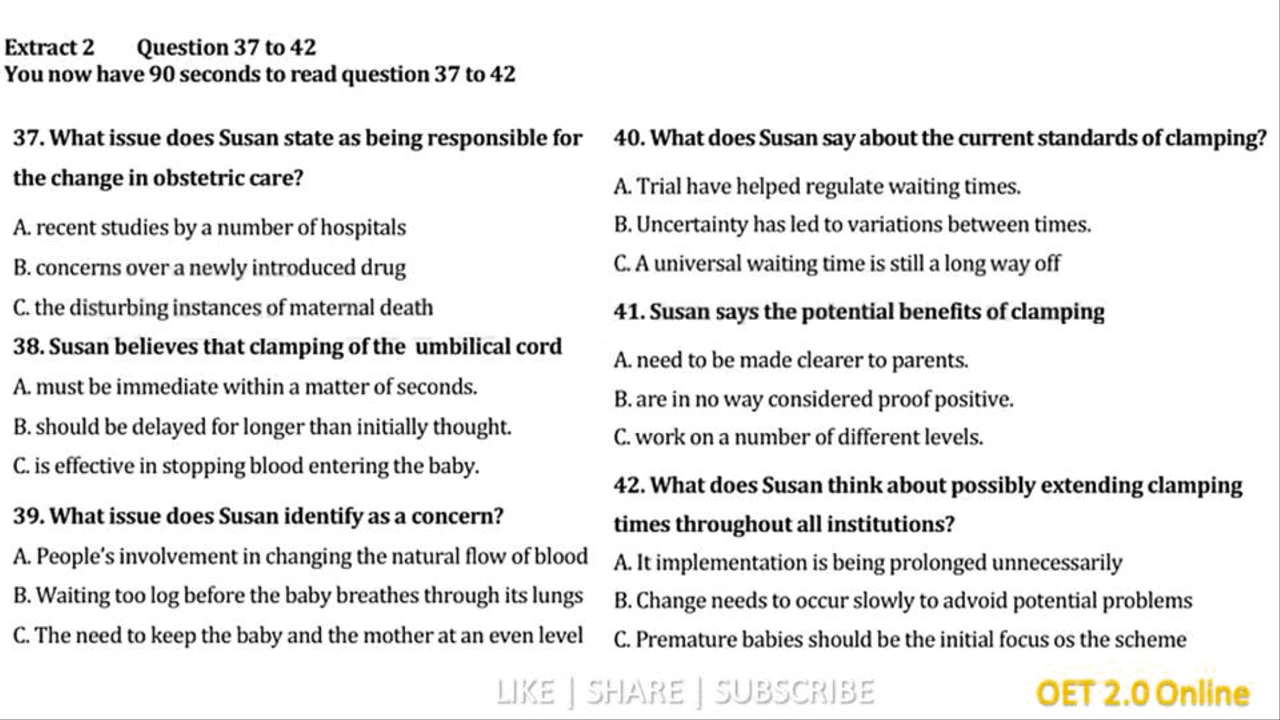 Extract 2 Question 37 to 42
You now have 90 seconds to read question 37 to 42
37. What issue does Susan state as being responsible for
the change in obstetric care?
A. recent studies by a number of hospitals
B. concerns over a newly introduced drug
C. the disturbing instances of maternal death
38. Susan believes that clamping of the umbilical cord
A. must be immediate within a matter of seconds.
B. should be delayed for longer than initially thought.
C. is effective in stopping blood entering the baby.
39. What issue does Susan identify as a concern?
A. People's involvement in changing the natural flow of blood
B. Waiting too log before the baby breathes through its lungs
C. The need to keep the baby and the mother at an even level
40. What does Susan say about the current standards of clamping?
A. Trial have helped regulate waiting times.
B. Uncertainty has led to variations between times.
C. A universal waiting time is still a long way off
41. Susan says the potential benefits of clamping
A. need to be made clearer to parents.
B. are in no way considered proof positive.
C. work on a number of different levels.
42. What does Susan think about possibly extending clamping
times throughout all institutions?
A. It implementation is being prolonged unnecessarily
B. Change needs to occur slowly to advoid potential problems
C. Premature babies should be the initial focus os the scheme
LIKE | SHARE | SUBSCRIBE
OET 2.0 Online